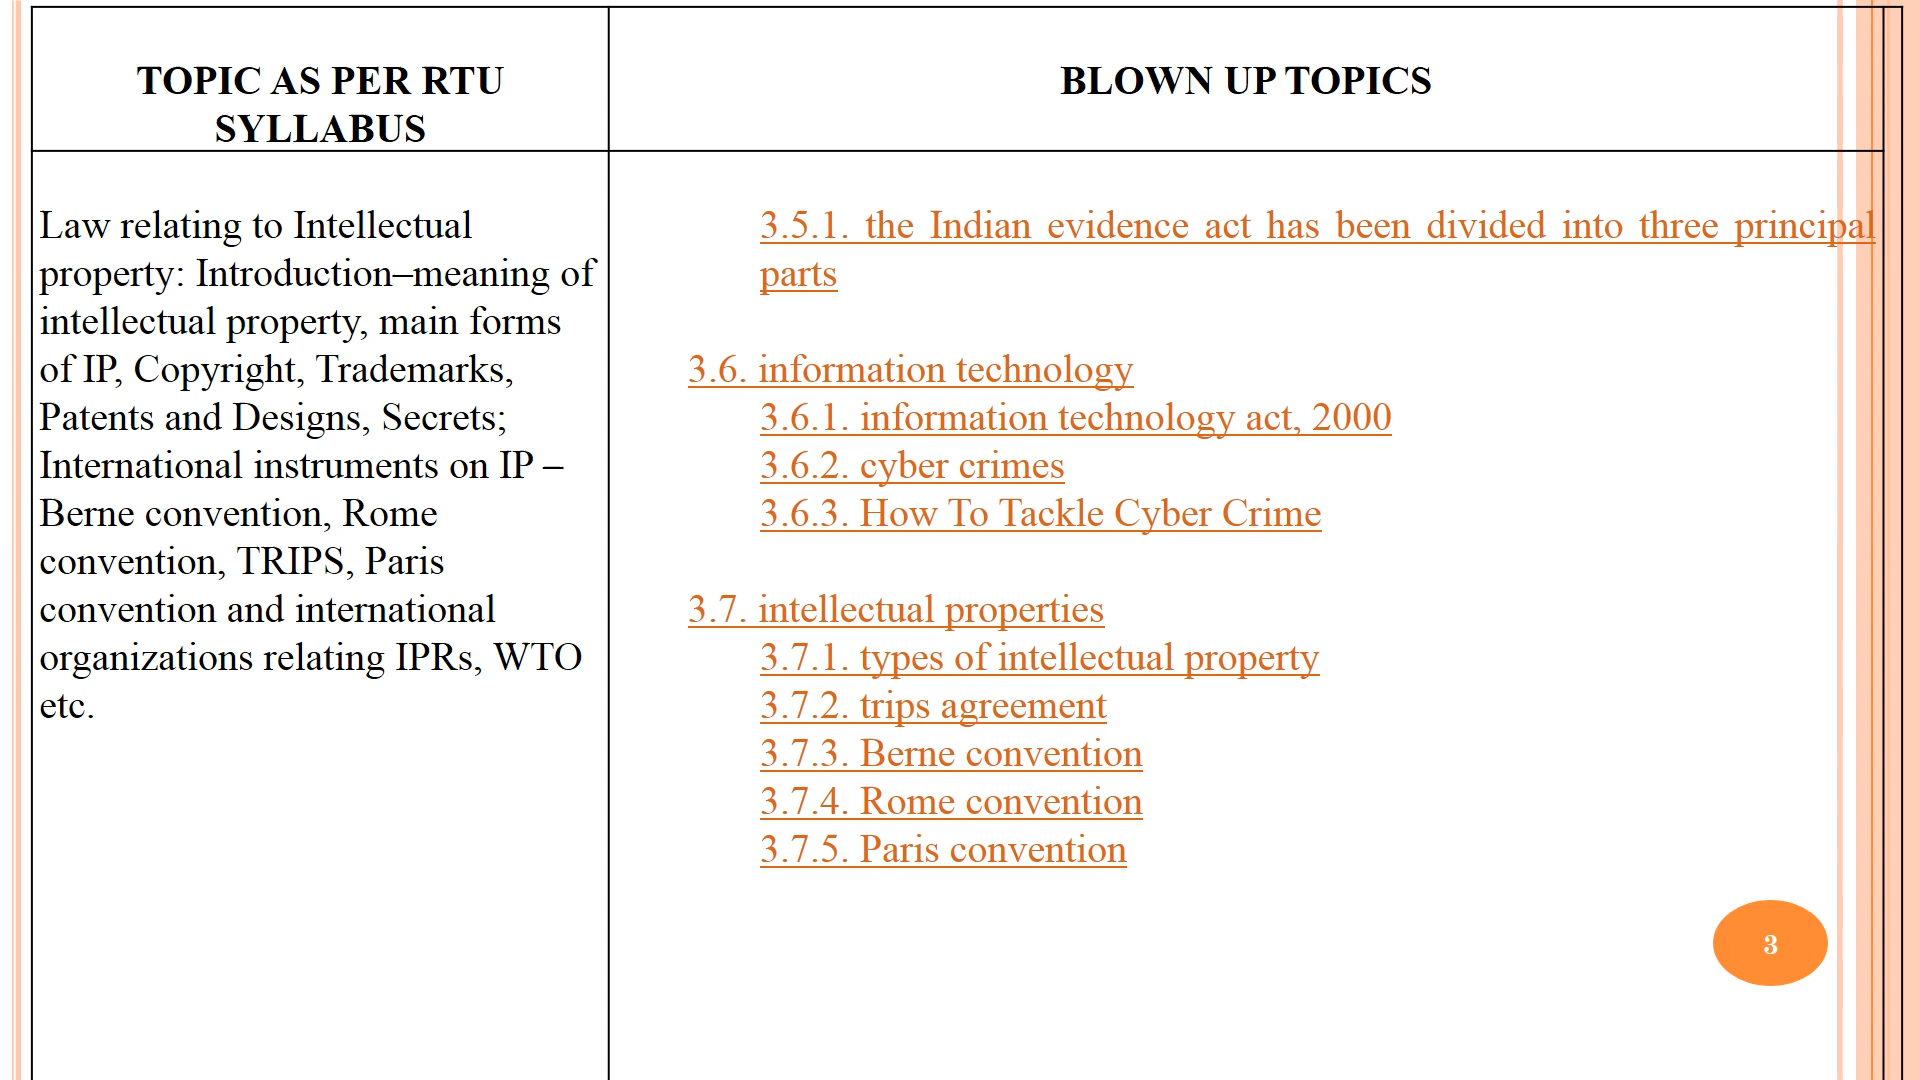 TOPIC AS PER RTU
SYLLABUS
BLOWN UP TOPICS
Law relating to Intellectual
property: Introduction–meaning of
intellectual property, main forms
of IP, Copyright, Trademarks,
Patents and Designs, Secrets;
International instruments on IP –
Berne convention, Rome
convention, TRIPS, Paris
convention and international
organizations relating IPRs, WTO
etc.
3.5.1. the Indian evidence act has been divided into three principal
parts
3.6. information technology
3.6.1. information technology act, 2000
3.6.2. cyber crimes
3.6.3. How To Tackle Cyber Crime
3.7. intellectual properties
3.7.1. types of intellectual property
3.7.2. trips agreement
3.7.3. Berne convention
3.7.4. Rome convention
3.7.5. Paris convention
3